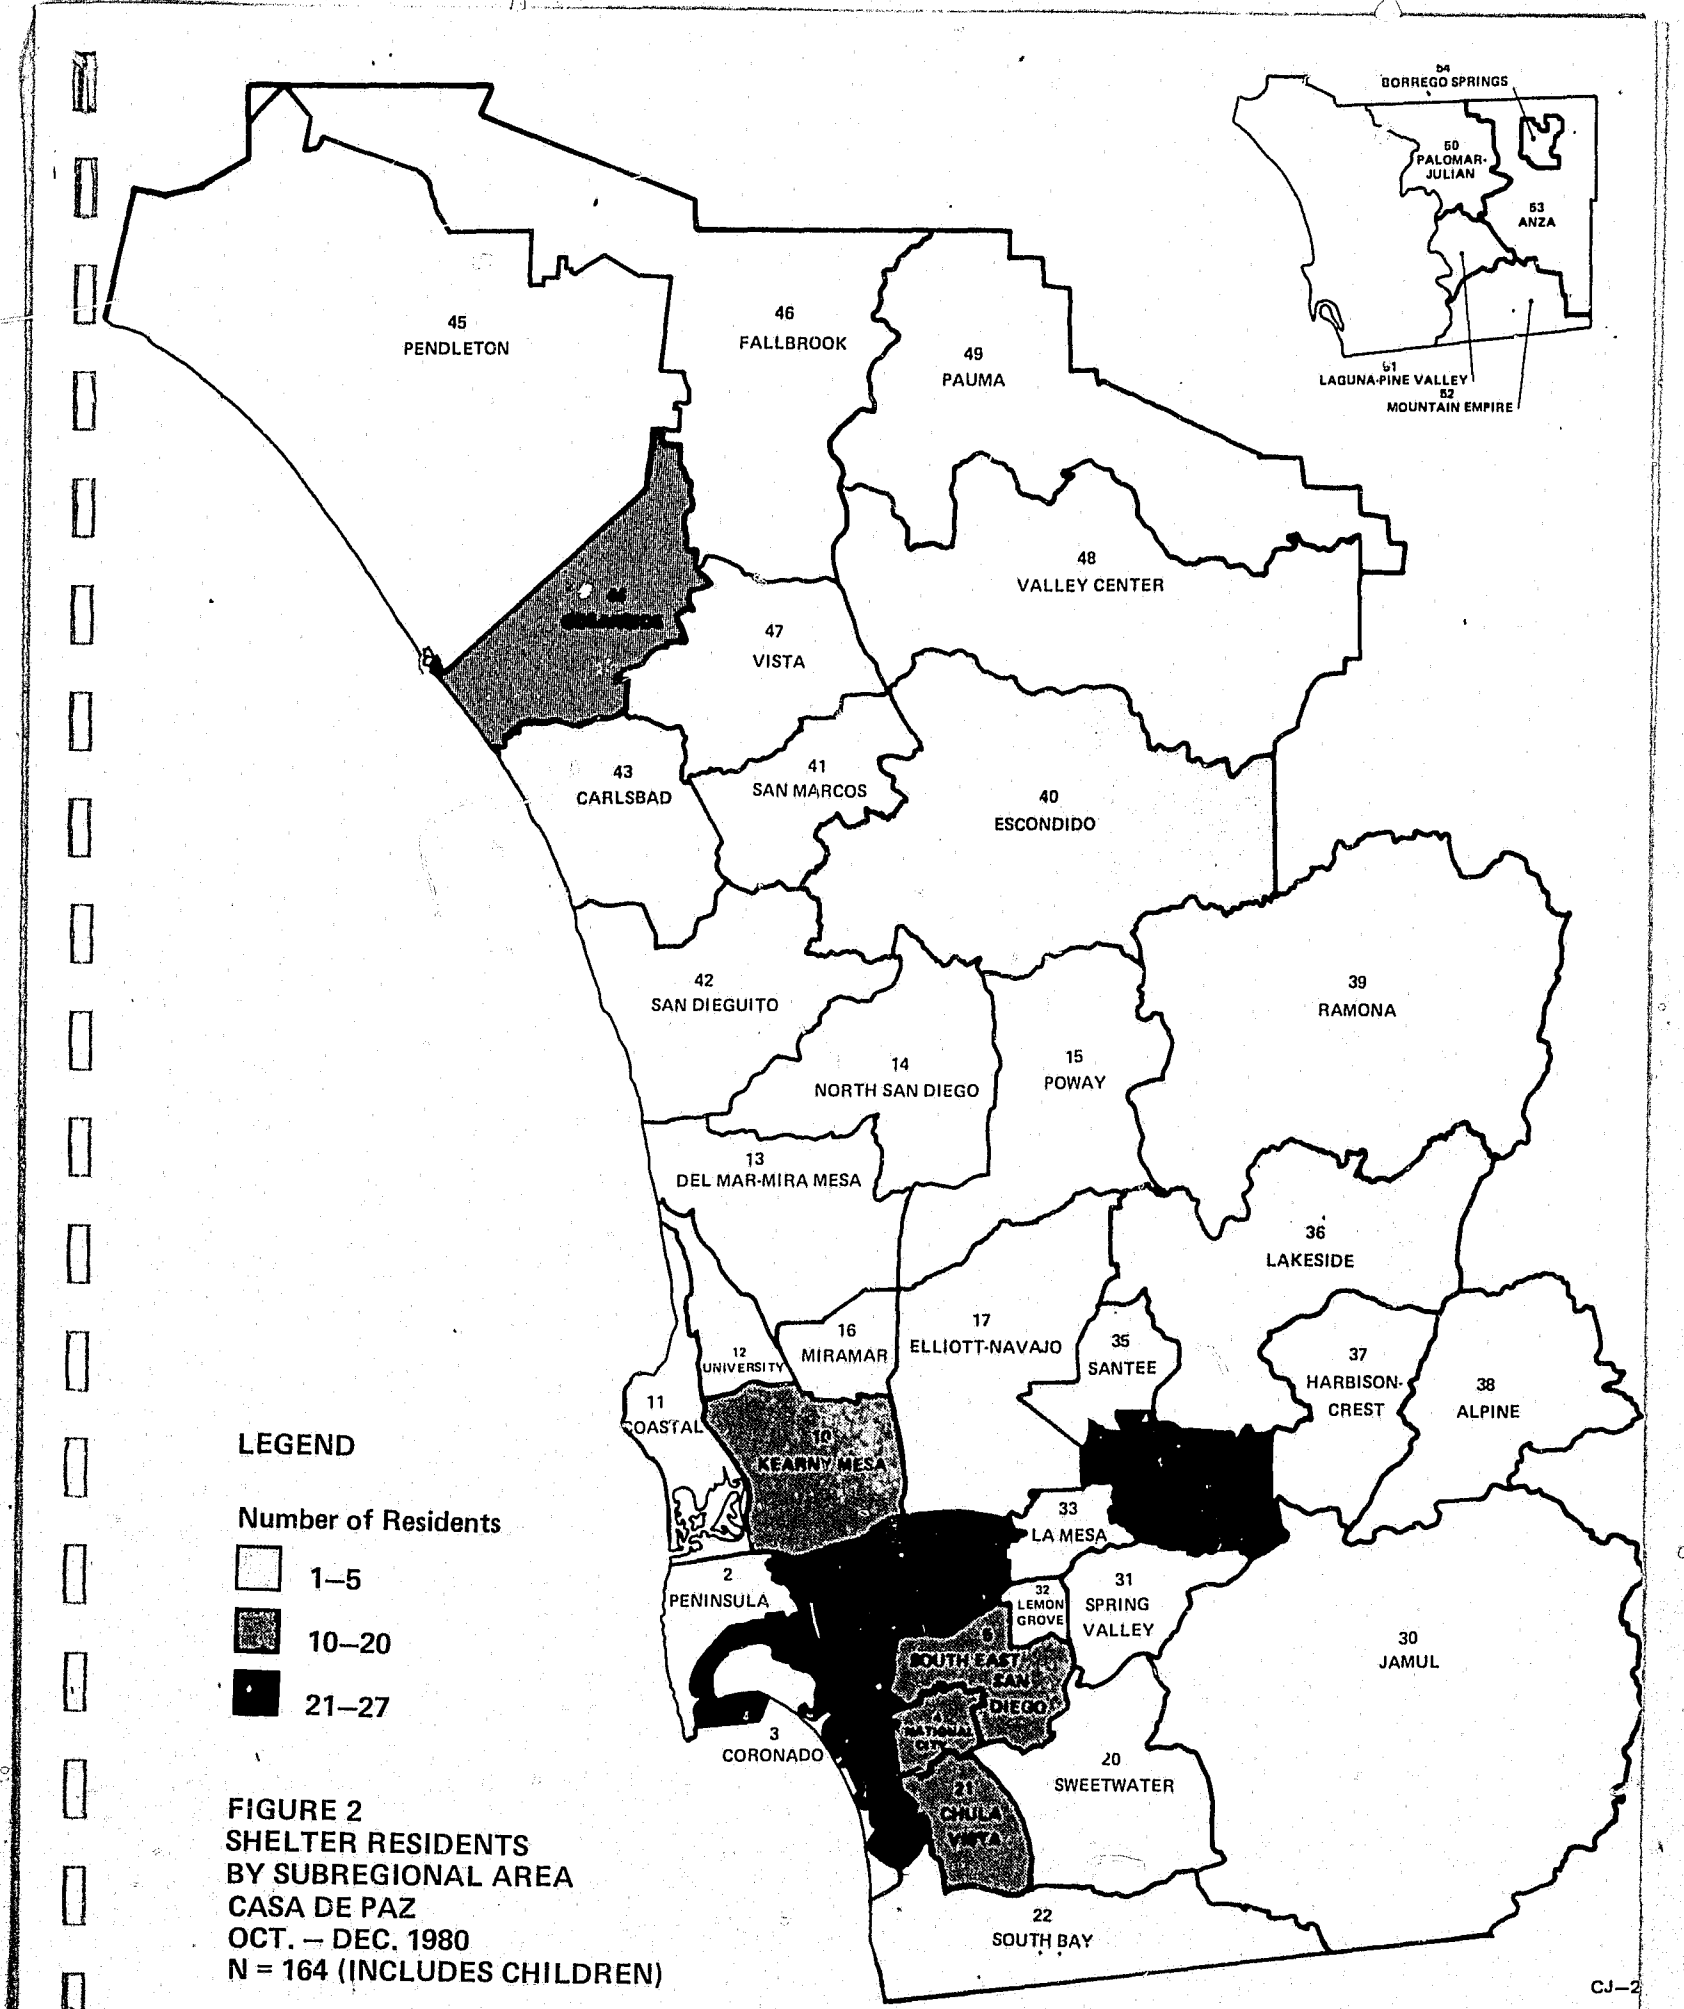 54
BORREGO SPRINGS
50
PALOMAR-
JULIAN
53
ANZA
51
LAGUNA-PINE VALLEY
52
MOUNTAIN EMPIRE
45
PENDLETON
46
FALLBROOK
49
PAUMA
48
VALLEY CENTER
47
VISTA
43
CARLSBAD
41
SAN MARCOS
40
ESCONDIDO
42
SAN DIEGUITO
39
RAMONA
14
NORTH SAN DIEGO
15
POWAY
13
DEL MAR-MIRA MESA
36
LAKESIDE
17
ELLIOTT-NAVAJO
16
MIRAMAR
12
UNIVERSITY
35
SANTEE
37
HARBISON-
CREST
38
ALPINE
11
COASTAL
10
KEARNY MESA
33
LA MESA
2
PENINSULA
32
LEMON
GROVE
31
SPRING
VALLEY
30
JAMUL
5
SOUTH EAST
SAN
DIEGO
4
NATIONAL
CITY
3
CORONADO
20
SWEETWATER
21
CHULA
VISTA
22
SOUTH BAY
LEGEND
Number of Residents
1–5
10–20
21–27
FIGURE 2
SHELTER RESIDENTS
BY SUBREGIONAL AREA
CASA DE PAZ
OCT. – DEC. 1980
N = 164 (INCLUDES CHILDREN)
CJ–2